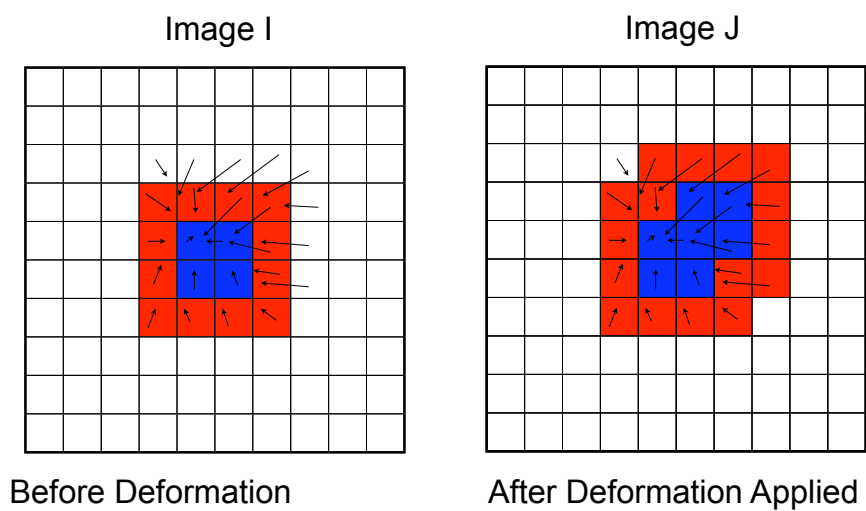 Image I
Image J
Before Deformation
After Deformation Applied